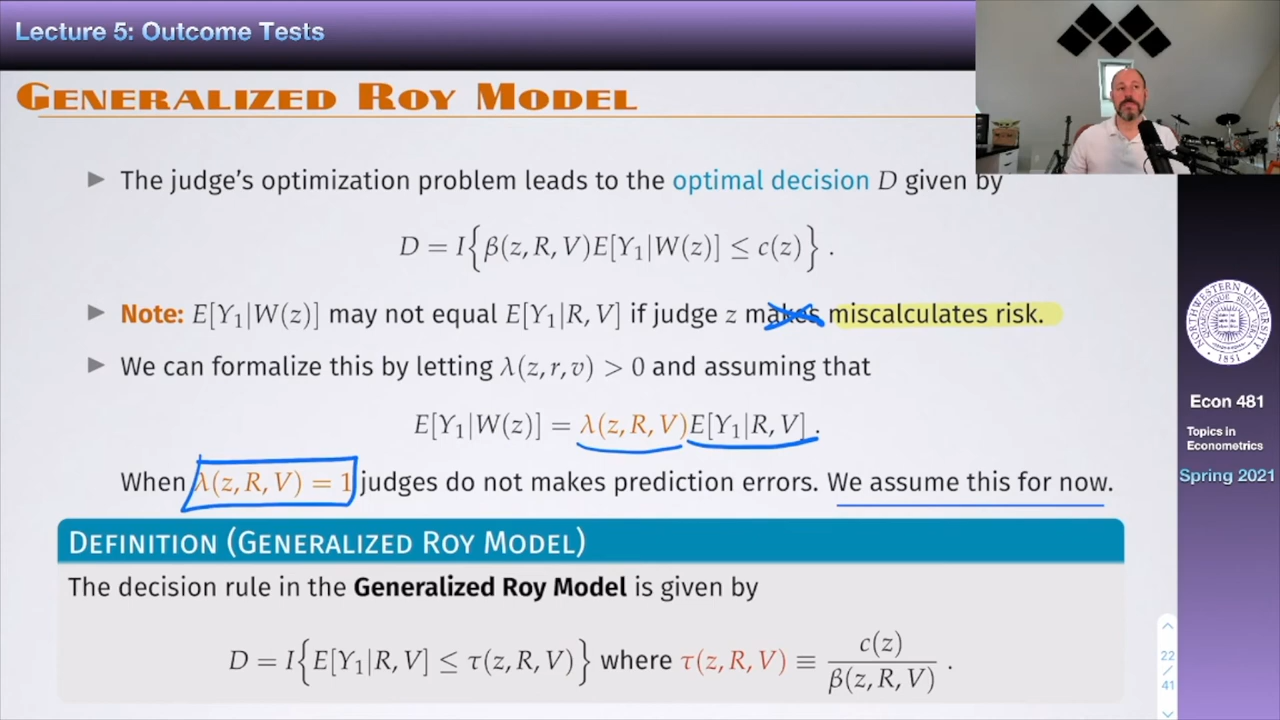 Lecture 5: Outcome Tests
GENERALIZED ROY MODEL
▶ The judge's optimization problem leads to the optimal decision D given by
D = I{β(z, R, V)E[Y₁|W(z)] ≤ c(z)} .
▶ Note: E[Y₁|W(z)] may not equal E[Y₁|R, V] if judge z makes miscalculates risk.
▶ We can formalize this by letting λ(z, r, v) > 0 and assuming that
E[Y₁|W(z)] = λ(z, R, V)E[Y₁|R, V] .
When λ(z, R, V) = 1 judges do not makes prediction errors. We assume this for now.
DEFINITION (GENERALIZED ROY MODEL)
The decision rule in the Generalized Roy Model is given by
D = I{E[Y₁|R, V] ≤ τ(z, R, V)} where τ(z, R, V) ≡ c(z) / β(z, R, V) .
NORTHWESTERN UNIVERSITY
1851
Econ 481
Topics in
Econometrics
Spring 2021
22
/
41